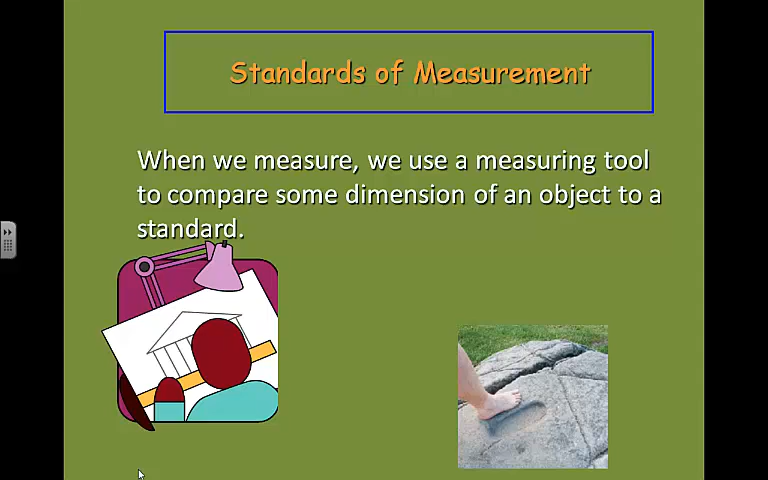 Standards of Measurement
When we measure, we use a measuring tool
to compare some dimension of an object to a
standard.